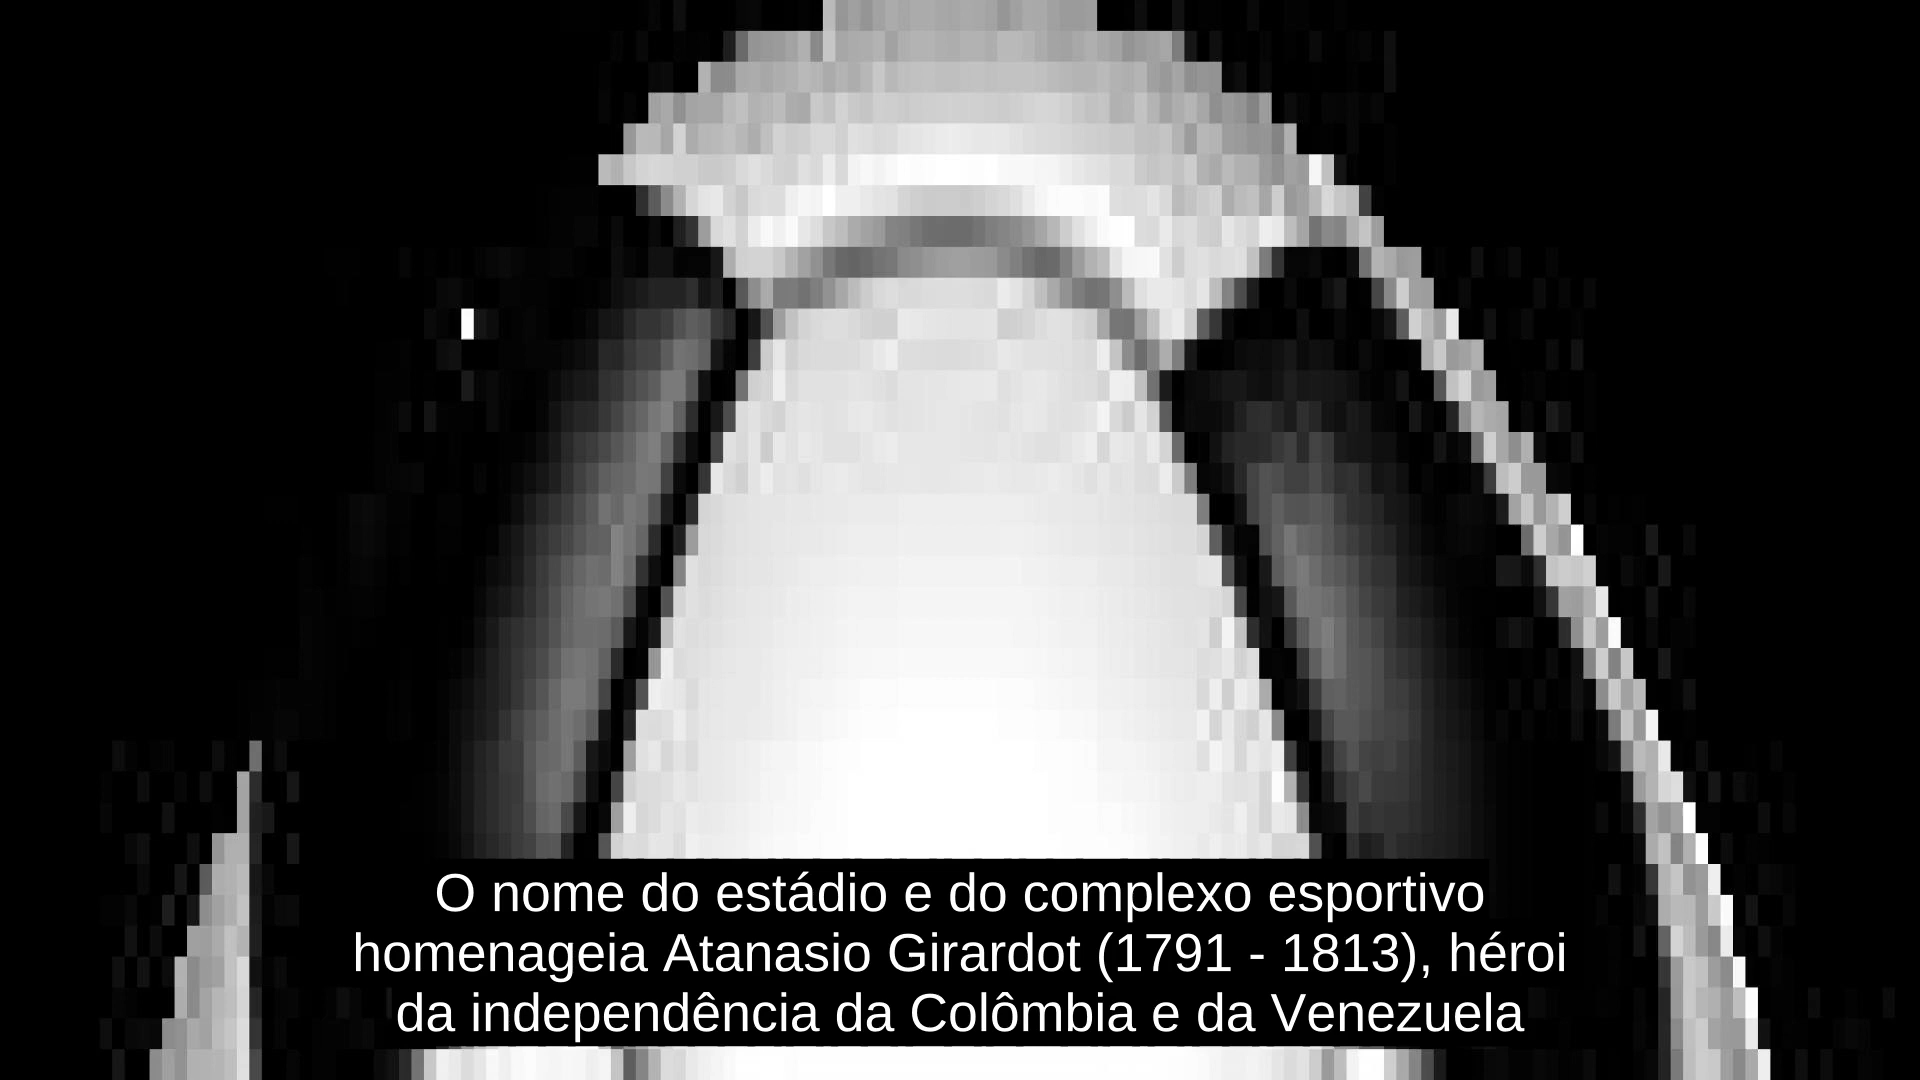 O nome do estádio e do complexo esportivo
homenageia Atanasio Girardot (1791 - 1813), héroi
da independência da Colômbia e da Venezuela